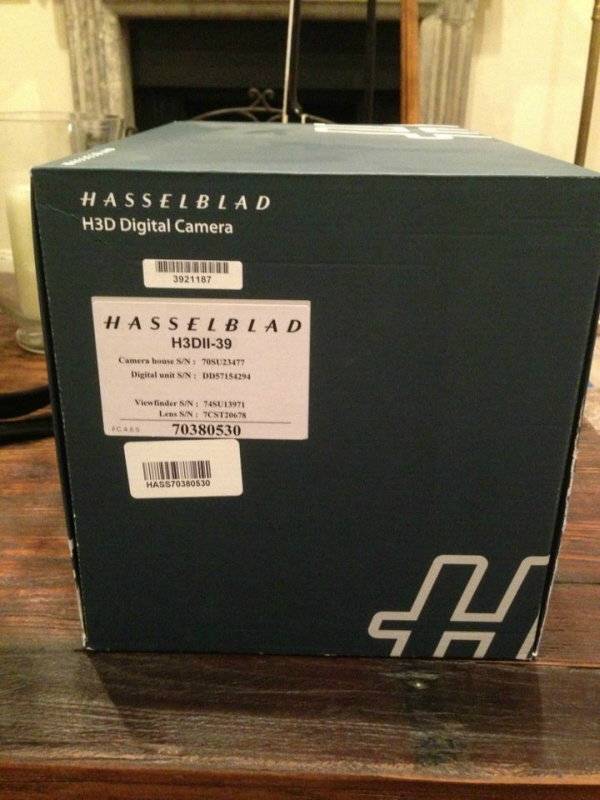 HASSELBLAD
H3D Digital Camera
3921187
HASSELBLAD
H3DII-39
Camera house S/N : 70SU23477
Digital unit S/N : DD57154294
Viewfinder S/N : 74SU13971
Lens S/N : 7CST20678
70380530
HASS70380530
H